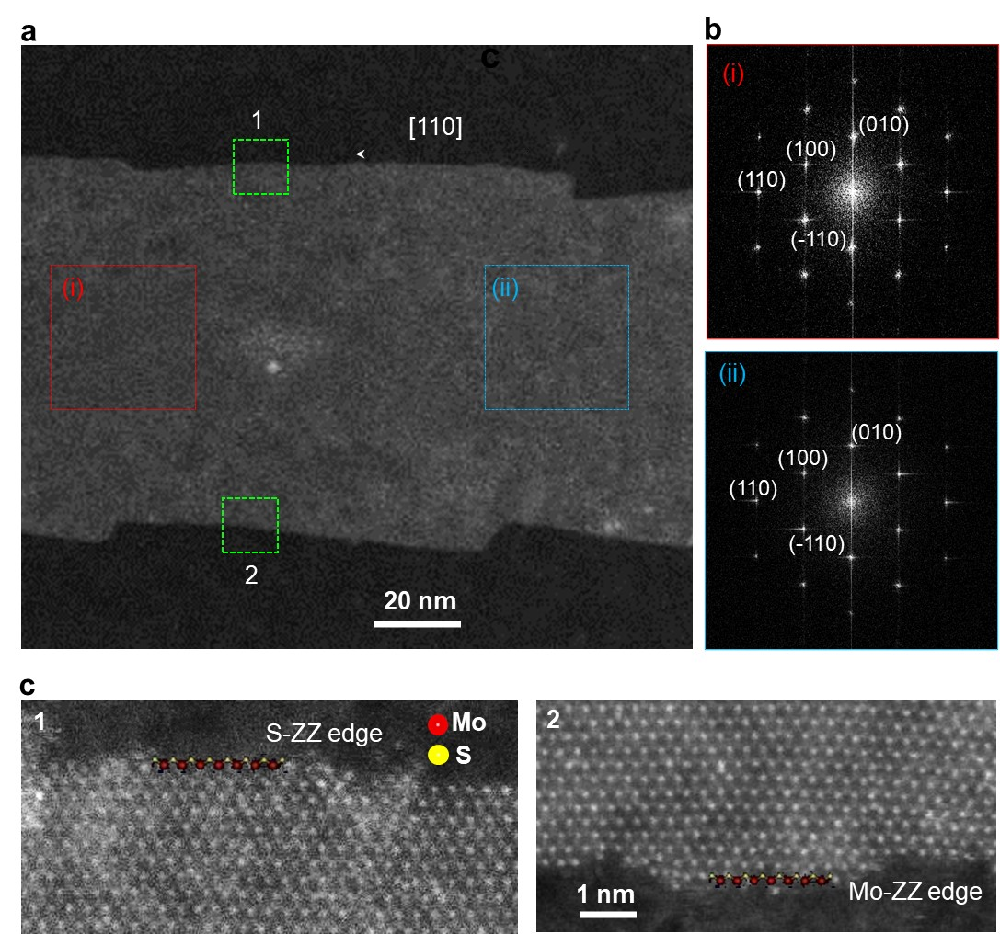 a
c
1
[110]
(i)
(ii)
2
20 nm
b
(i)
(010)
(100)
(110)
(-110)
(ii)
(010)
(100)
(110)
(-110)
c
1
S-ZZ edge
Mo
S
2
Mo-ZZ edge
1 nm